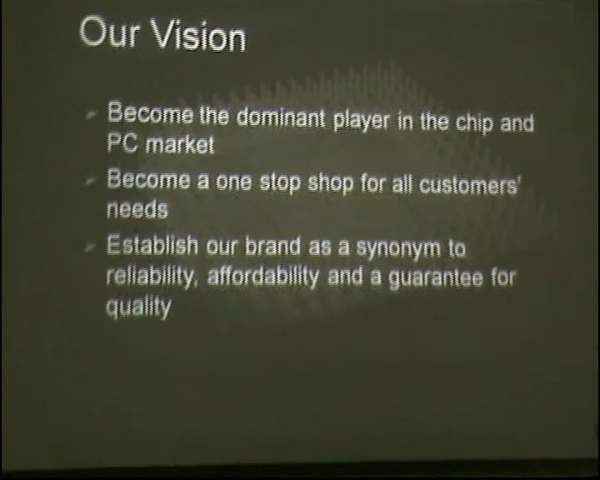 Our Vision
Become the dominant player in the chip and
PC market
Become a one stop shop for all customers'
needs
Establish our brand as a synonym to
reliability, affordability and a guarantee for
quality